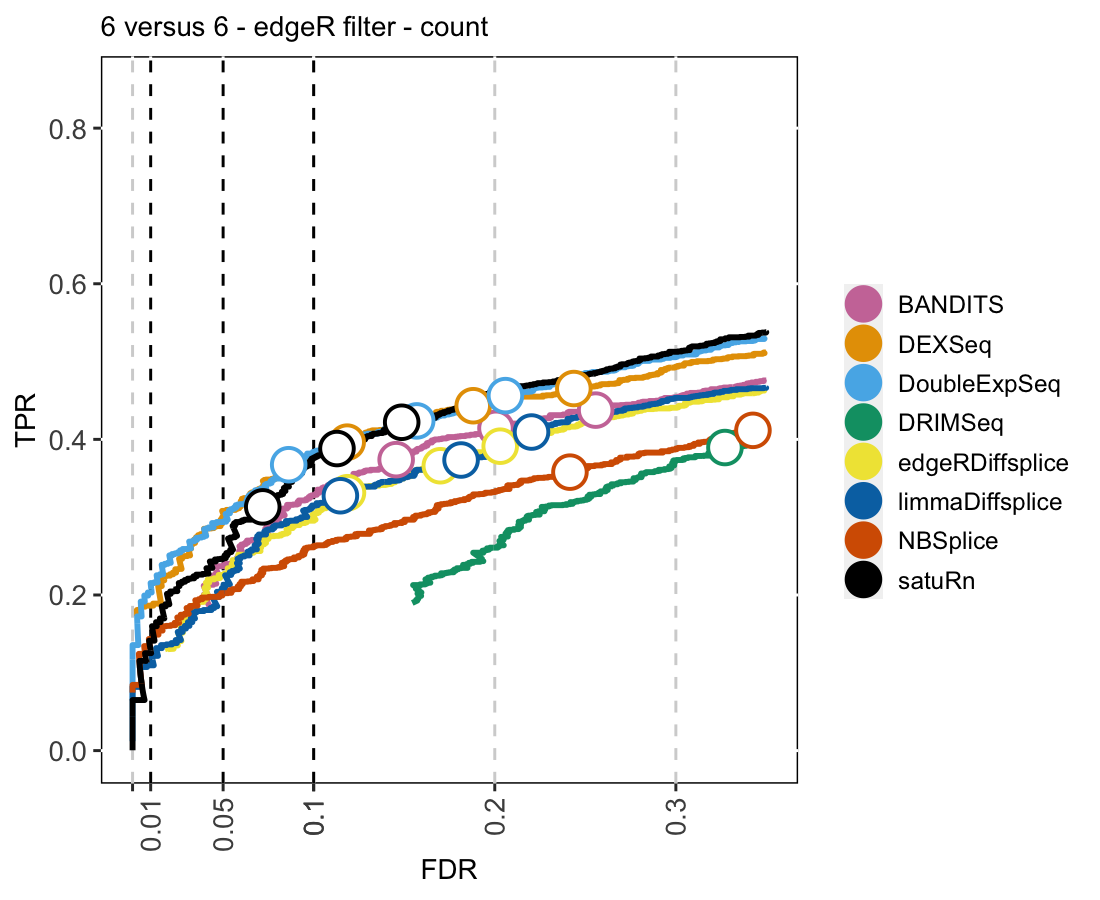 6 versus 6 - edgeR filter - count
TPR
0.8
0.6
0.4
0.2
0.0
0.01
0.05
0.1
0.2
0.3
FDR
BANDITS
DEXSeq
DoubleExpSeq
DRIMSeq
edgeRDiffsplice
limmaDiffsplice
NBSplice
satuRn